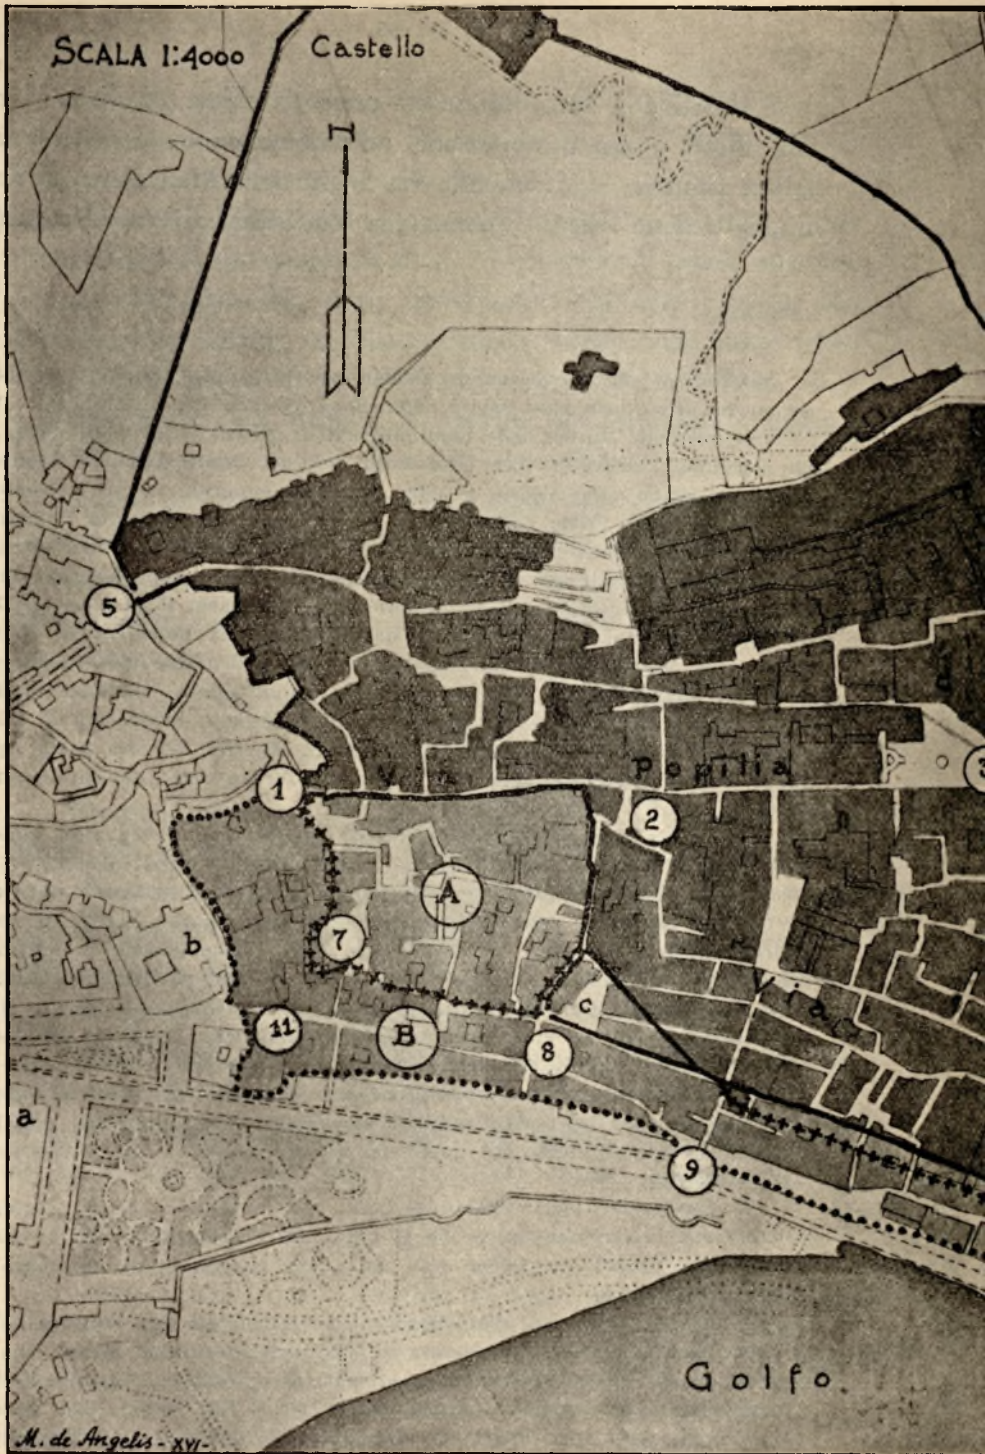 SCALA 1:4000 Castello
5
d
Via Popilia
1
2
3
A
7
b
c
Via
11
B
8
a
9
Golfo
M. de Angelis - XVI -